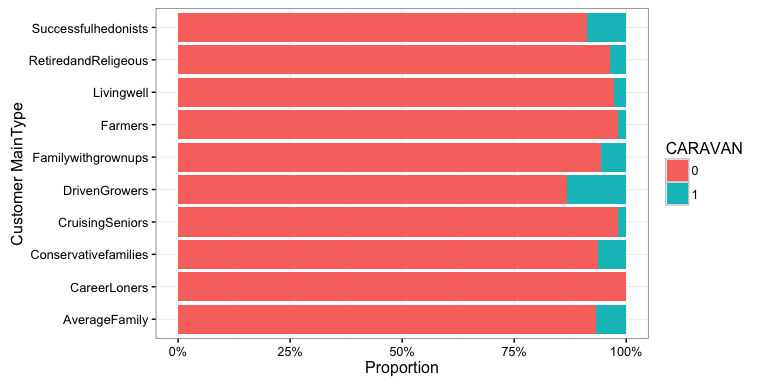 Customer MainType
Successfulhedonists
RetiredandReligeous
Livingwell
Farmers
Familywithgrownups
DrivenGrowers
CruisingSeniors
Conservativefamilies
CareerLoners
AverageFamily
0% 25% 50% 75% 100%
Proportion
CARAVAN
0
1